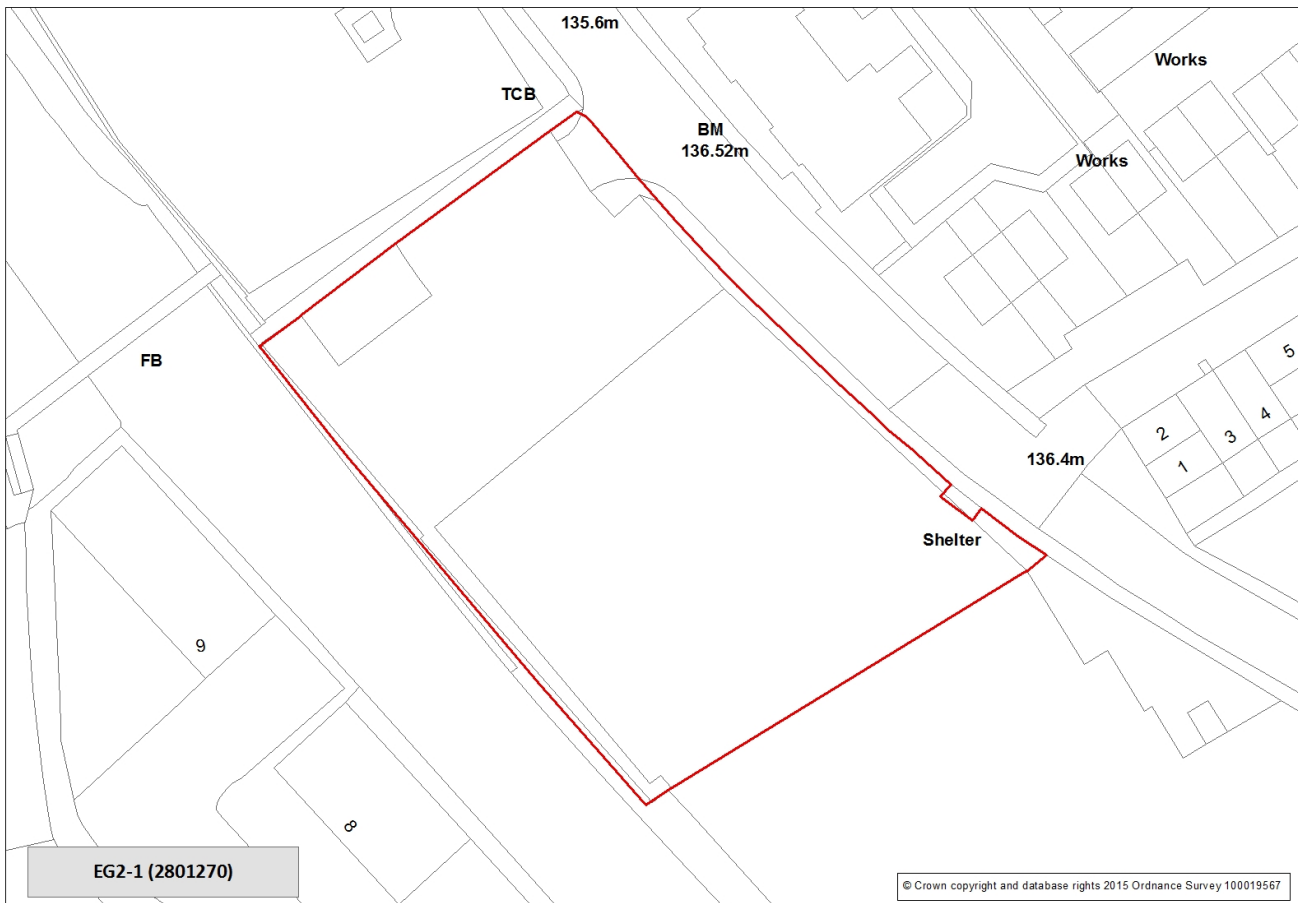 135.6m
Works
TCB
BM
136.52m
Works
FB
5
4
2
3
1
136.4m
Shelter
9
8
EG2-1 (2801270)
© Crown copyright and database rights 2015 Ordnance Survey 100019567